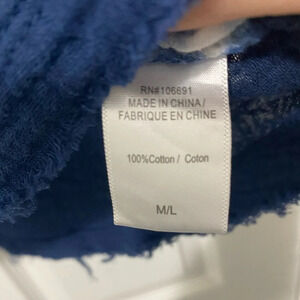 RN#106691
MADE IN CHINA/
FABRIQUE EN CHINE
100%Cotton / Coton
M/L